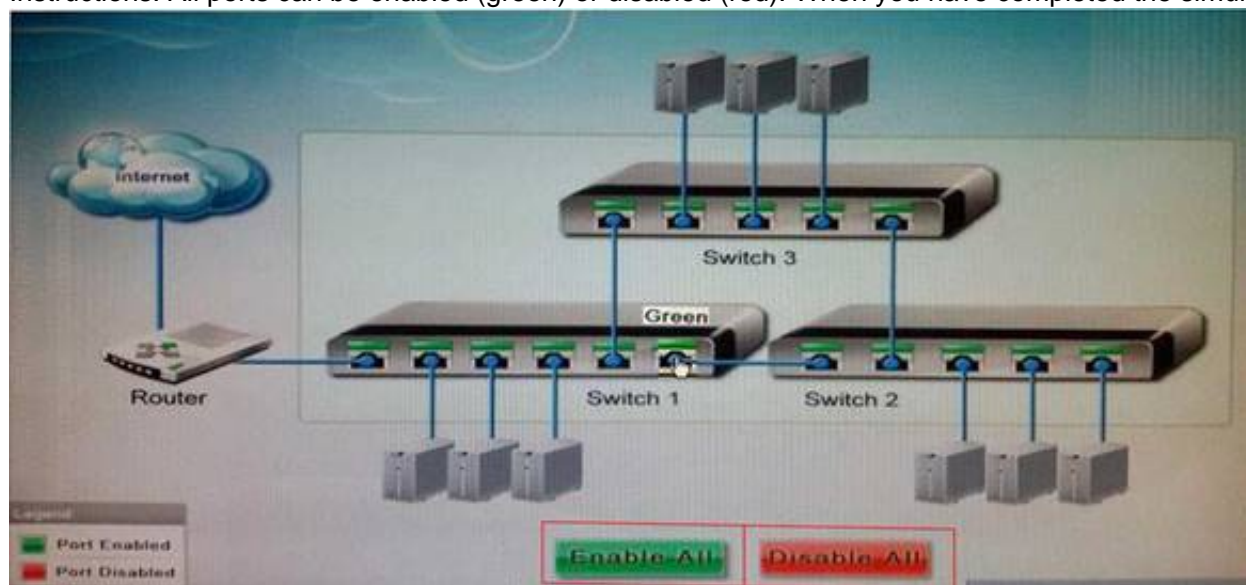 Instructions: All ports can be enabled (green) or disabled (red). When you have completed the simul
internet
Switch 3
Green
Router
Switch 1
Switch 2
Legend
Port Enabled
Port Disabled
Enable All
Disable All